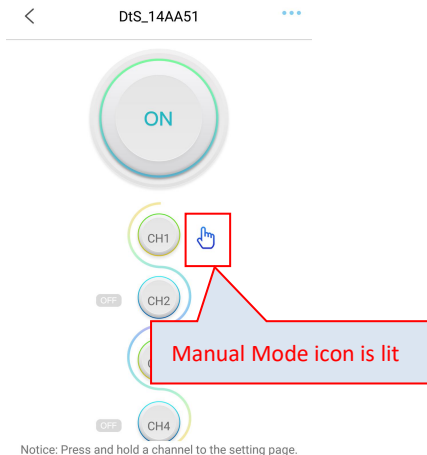 DtS_14AA51
ON
CH1
OFF
CH2
Manual Mode icon is lit
OFF
CH4
Notice: Press and hold a channel to the setting page.